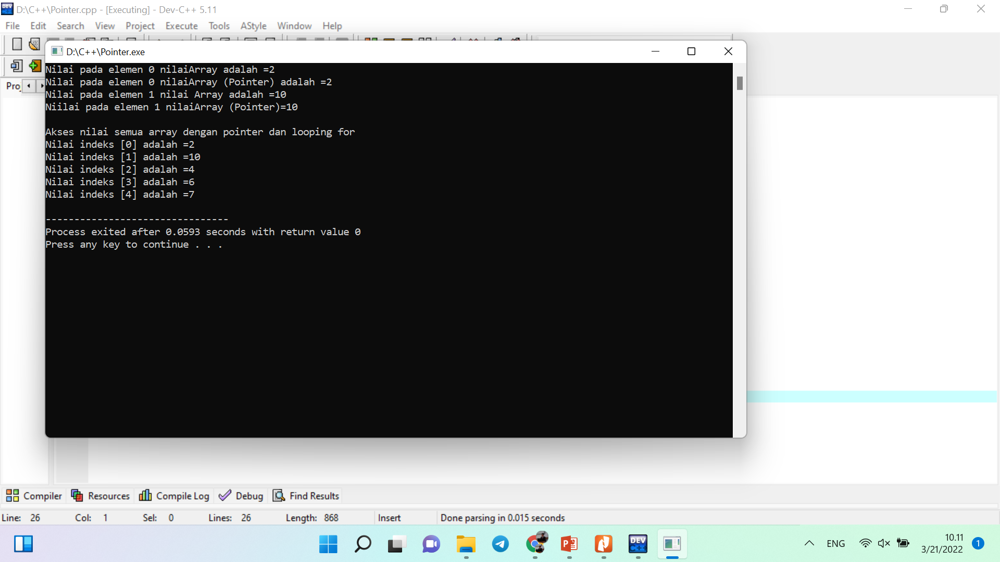 D:\C++\Pointer.cpp - [Executing] - Dev-C++ 5.11
File Edit Search View Project Execute Tools AStyle Window Help
D:\C++\Pointer.exe
Nilai pada elemen 0 nilaiArray adalah =2
Nilai pada elemen 0 nilaiArray (Pointer) adalah =2
Nilai pada elemen 1 nilai Array adalah =10
Niilai pada elemen 1 nilaiArray (Pointer)=10
Akses nilai semua array dengan pointer dan looping for
Nilai indeks [0] adalah =2
Nilai indeks [1] adalah =10
Nilai indeks [2] adalah =4
Nilai indeks [3] adalah =6
Nilai indeks [4] adalah =7
--------------------------------
Process exited after 0.0593 seconds with return value 0
Press any key to continue . . .
Compiler Resources Compile Log Debug Find Results
Line: 26 Col: 1 Sel: 0 Lines: 26 Length: 868 Insert Done parsing in 0.015 seconds
DEV C++
ENG
10.11
3/21/2022
1